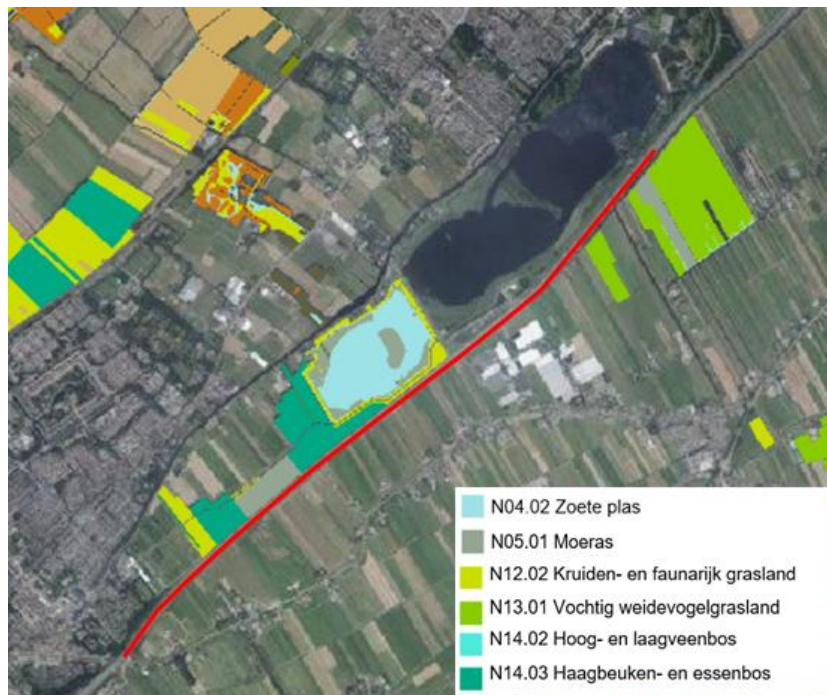 N04.02 Zoete plas
N05.01 Moeras
N12.02 Kruiden- en faunarijk grasland
N13.01 Vochtig weidevogelgrasland
N14.02 Hoog- en laagveenbos
N14.03 Haagbeuken- en essenbos